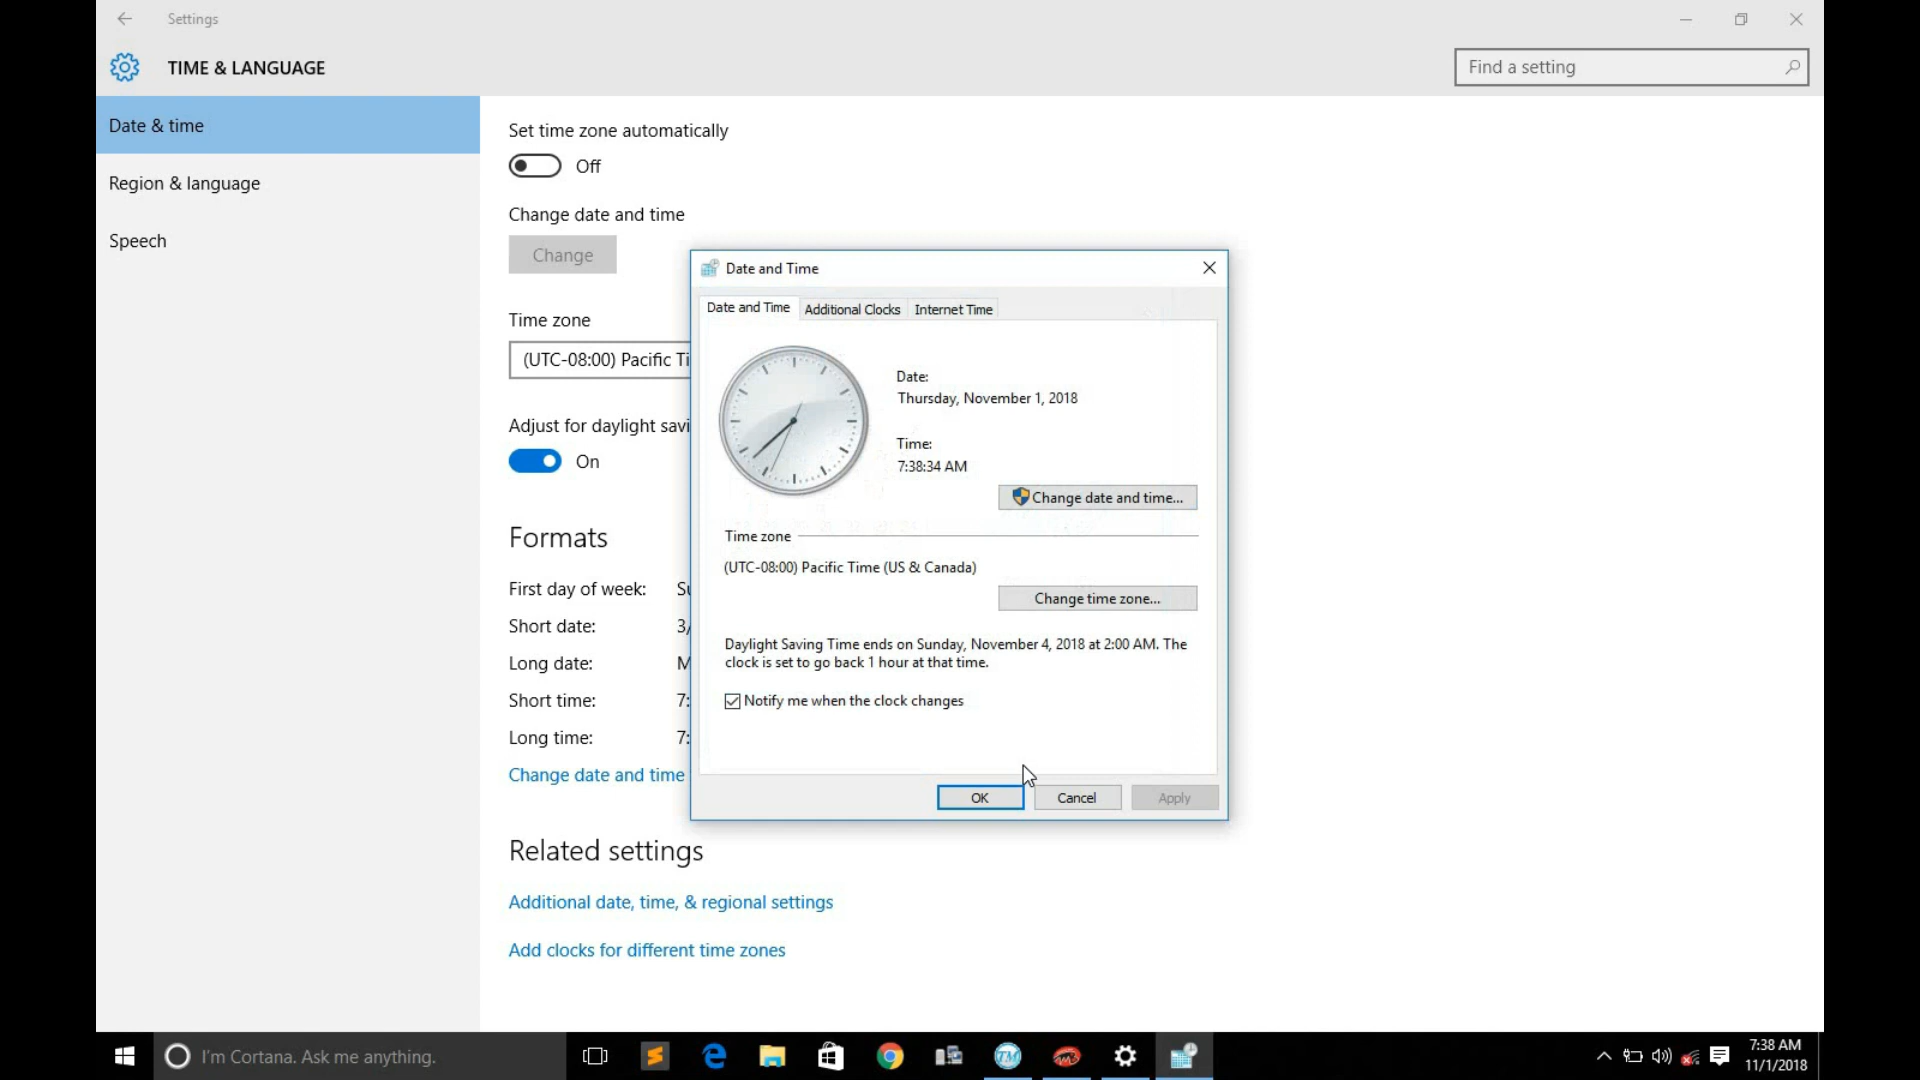 Settings
TIME & LANGUAGE
Find a setting
Date & time
Region & language
Speech
Set time zone automatically
Off
Change date and time
Change
Time zone
(UTC-08:00) Pacific Ti
Adjust for daylight savi
On
Formats
First day of week:
Short date: 3/
Long date: M
Short time: 7:
Long time: 7:
Change date and time
Related settings
Additional date, time, & regional settings
Add clocks for different time zones
Date and Time
Date and Time Additional Clocks Internet Time
Date:
Thursday, November 1, 2018
Time:
7:38:34 AM
Change date and time...
Time zone
(UTC-08:00) Pacific Time (US & Canada)
Change time zone...
Daylight Saving Time ends on Sunday, November 4, 2018 at 2:00 AM. The
clock is set to go back 1 hour at that time.
Notify me when the clock changes
OK Cancel Apply
I'm Cortana. Ask me anything.
TM
7:38 AM
11/1/2018